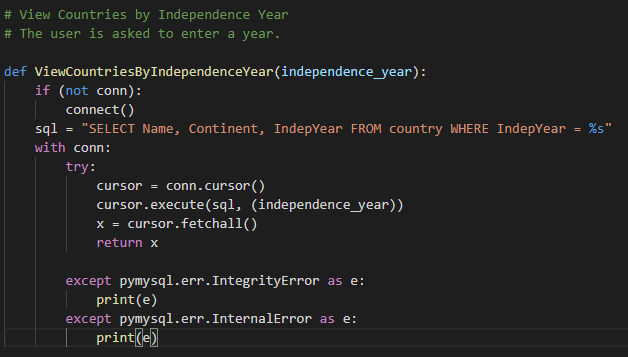 # View Countries by Independence Year
# The user is asked to enter a year.
def ViewCountriesByIndependenceYear(independence_year):
    if (not conn):
        connect()
    sql = "SELECT Name, Continent, IndepYear FROM country WHERE IndepYear = %s"
    with conn:
        try:
            cursor = conn.cursor()
            cursor.execute(sql, (independence_year))
            x = cursor.fetchall()
            return x
        except pymysql.err.IntegrityError as e:
            print(e)
        except pymysql.err.InternalError as e:
            print(e)